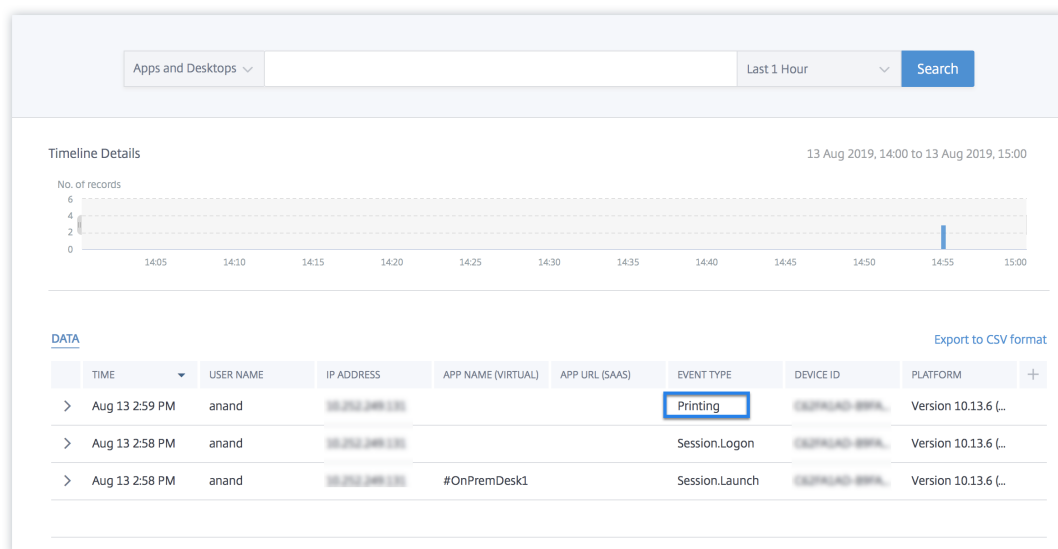 Apps and Desktops Last 1 Hour Search
Timeline Details 13 Aug 2019, 14:00 to 13 Aug 2019, 15:00
No. of records
6
4
2
0
14:05 14:10 14:15 14:20 14:25 14:30 14:35 14:40 14:45 14:50 14:55 15:00
DATA Export to CSV format
TIME USER NAME IP ADDRESS APP NAME (VIRTUAL) APP URL (SAAS) EVENT TYPE DEVICE ID PLATFORM
Aug 13 2:59 PM anand Printing Version 10.13.6 (...
Aug 13 2:58 PM anand Session.Logon Version 10.13.6 (...
Aug 13 2:58 PM anand #OnPremDesk1 Session.Launch Version 10.13.6 (...